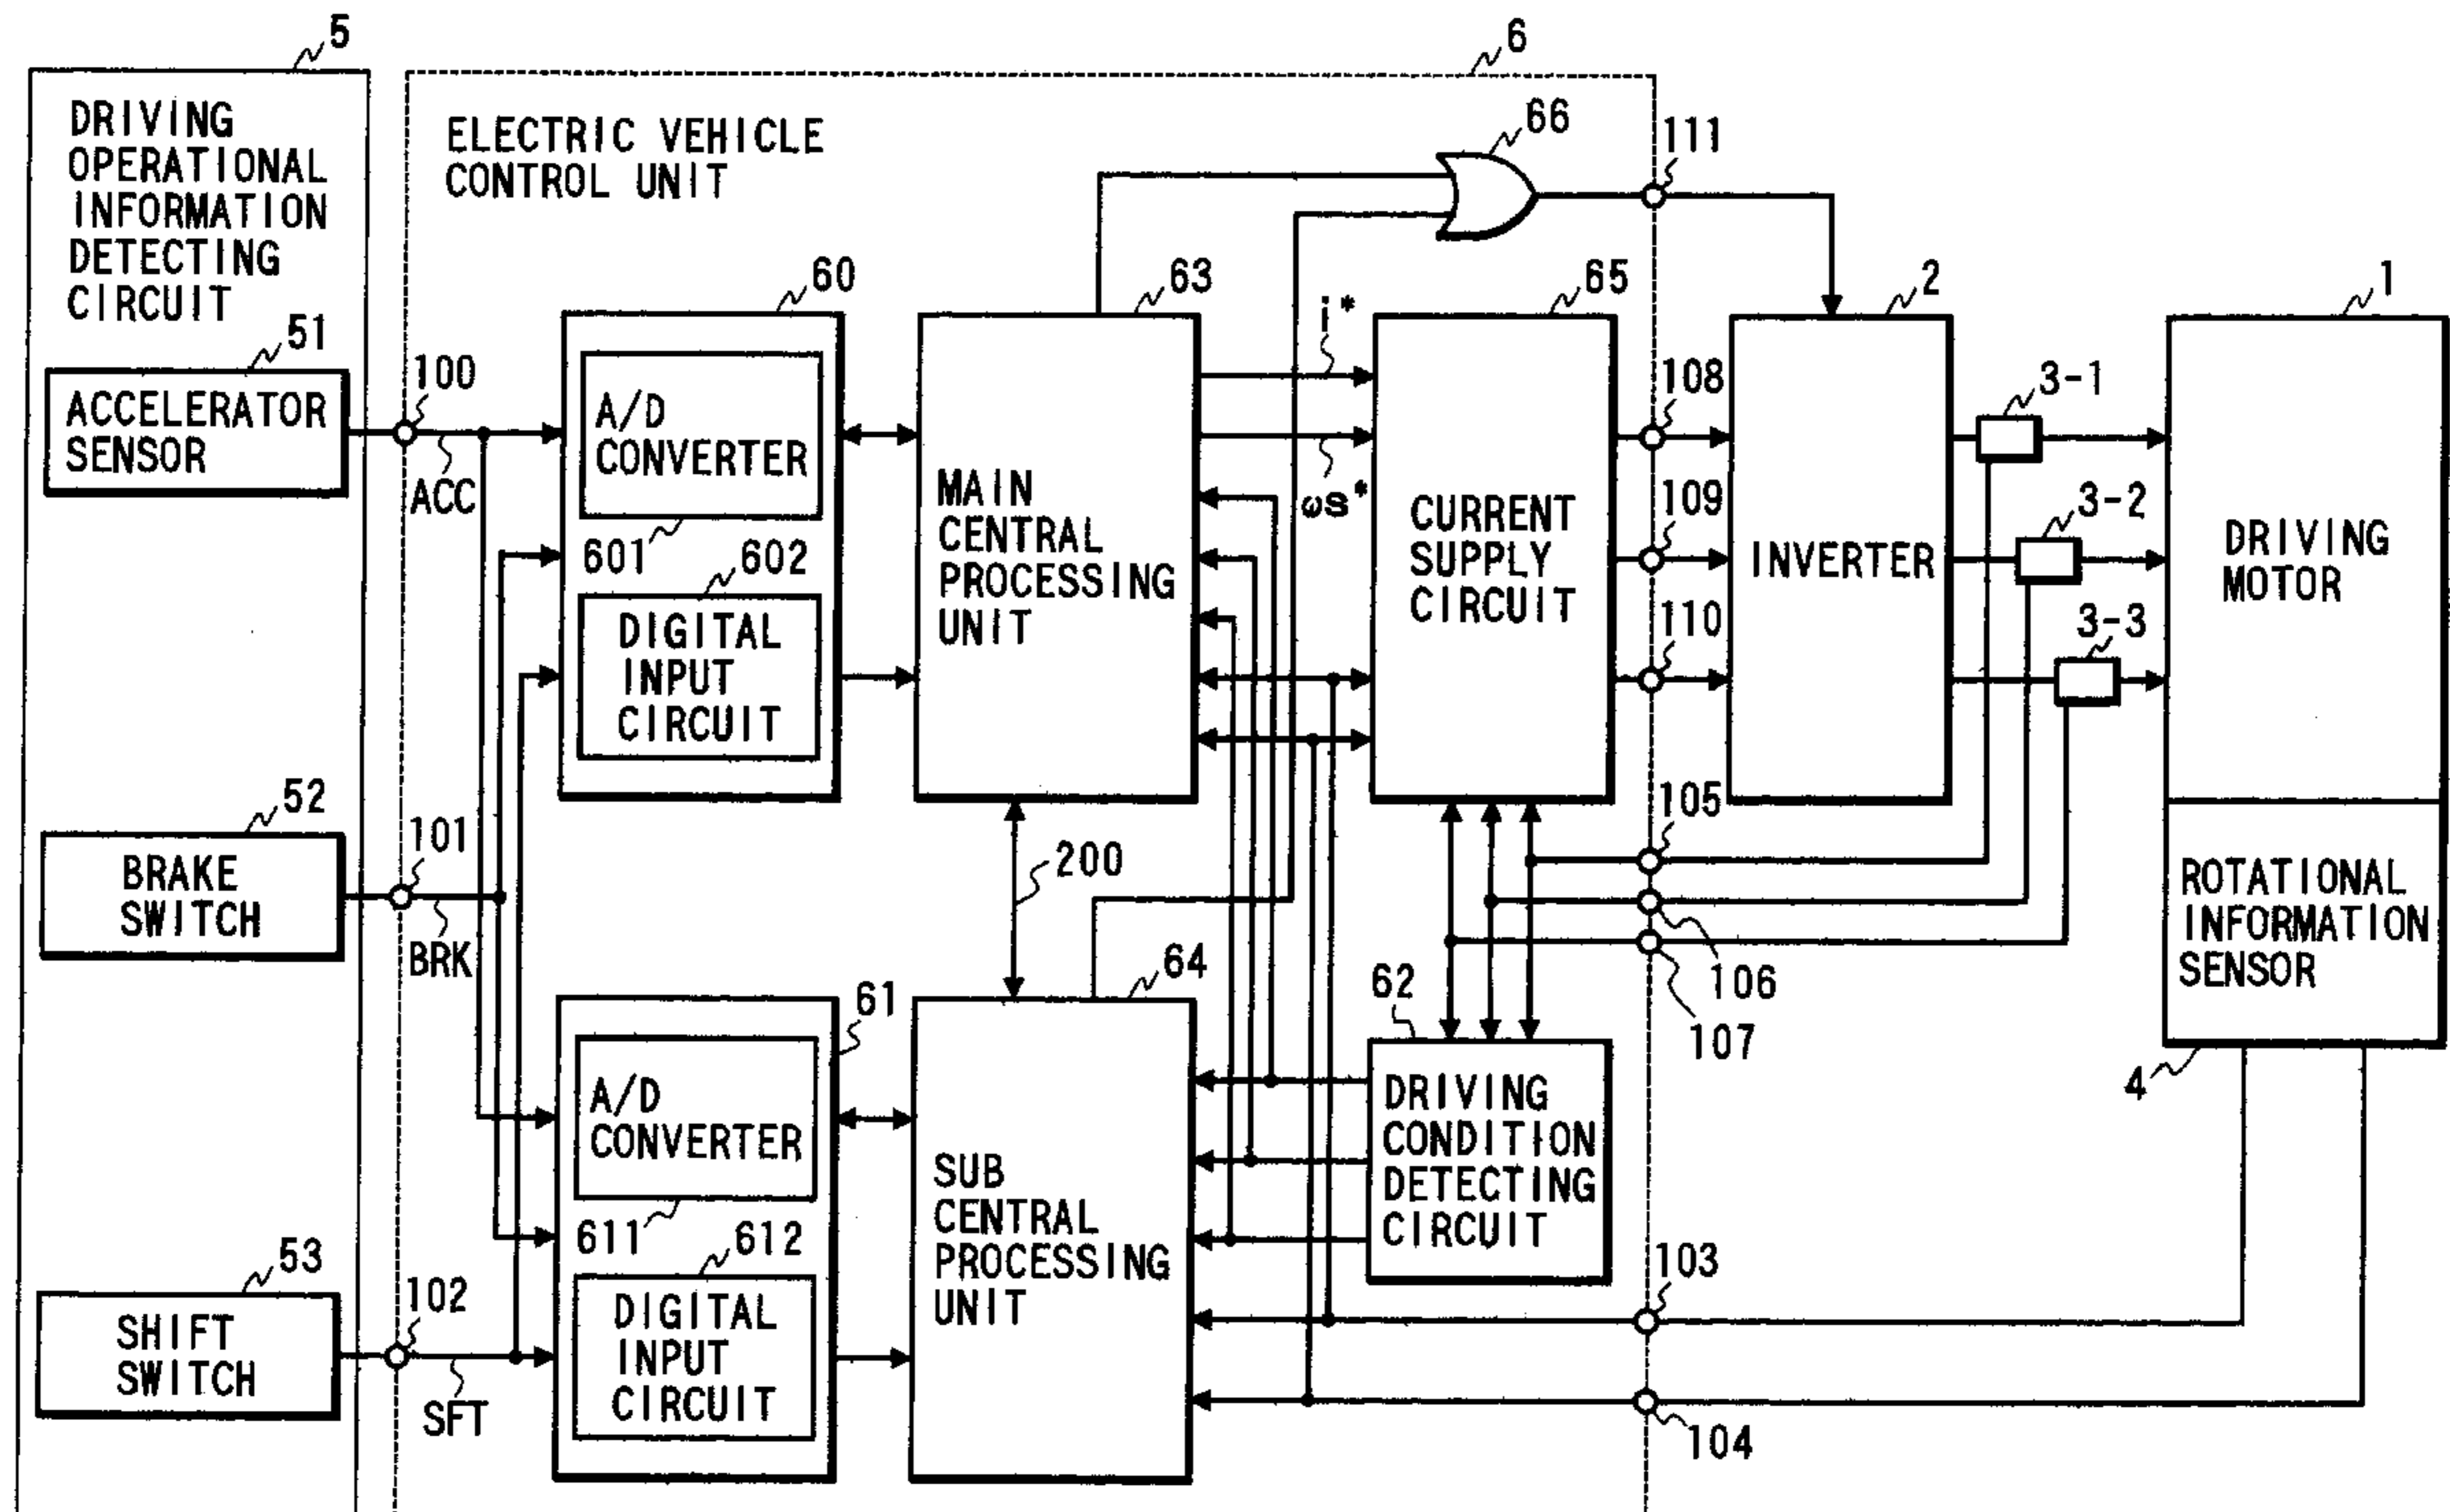 5
6
DRIVING
OPERATIONAL
INFORMATION
DETECTING
CIRCUIT
ELECTRIC VEHICLE
CONTROL UNIT
66
111
60
63
65
2
1
51
ACCELERATOR
SENSOR
100
ACC
A/D
CONVERTER
601
602
DIGITAL
INPUT
CIRCUIT
MAIN
CENTRAL
PROCESSING
UNIT
i*
ωs*
CURRENT
SUPPLY
CIRCUIT
108
109
110
INVERTER
3-1
3-2
3-3
DRIVING
MOTOR
52
BRAKE
SWITCH
101
BRK
200
105
106
107
ROTATIONAL
INFORMATION
SENSOR
4
61
64
62
A/D
CONVERTER
611
612
DIGITAL
INPUT
CIRCUIT
SUB
CENTRAL
PROCESSING
UNIT
DRIVING
CONDITION
DETECTING
CIRCUIT
53
SHIFT
SWITCH
102
SFT
103
104